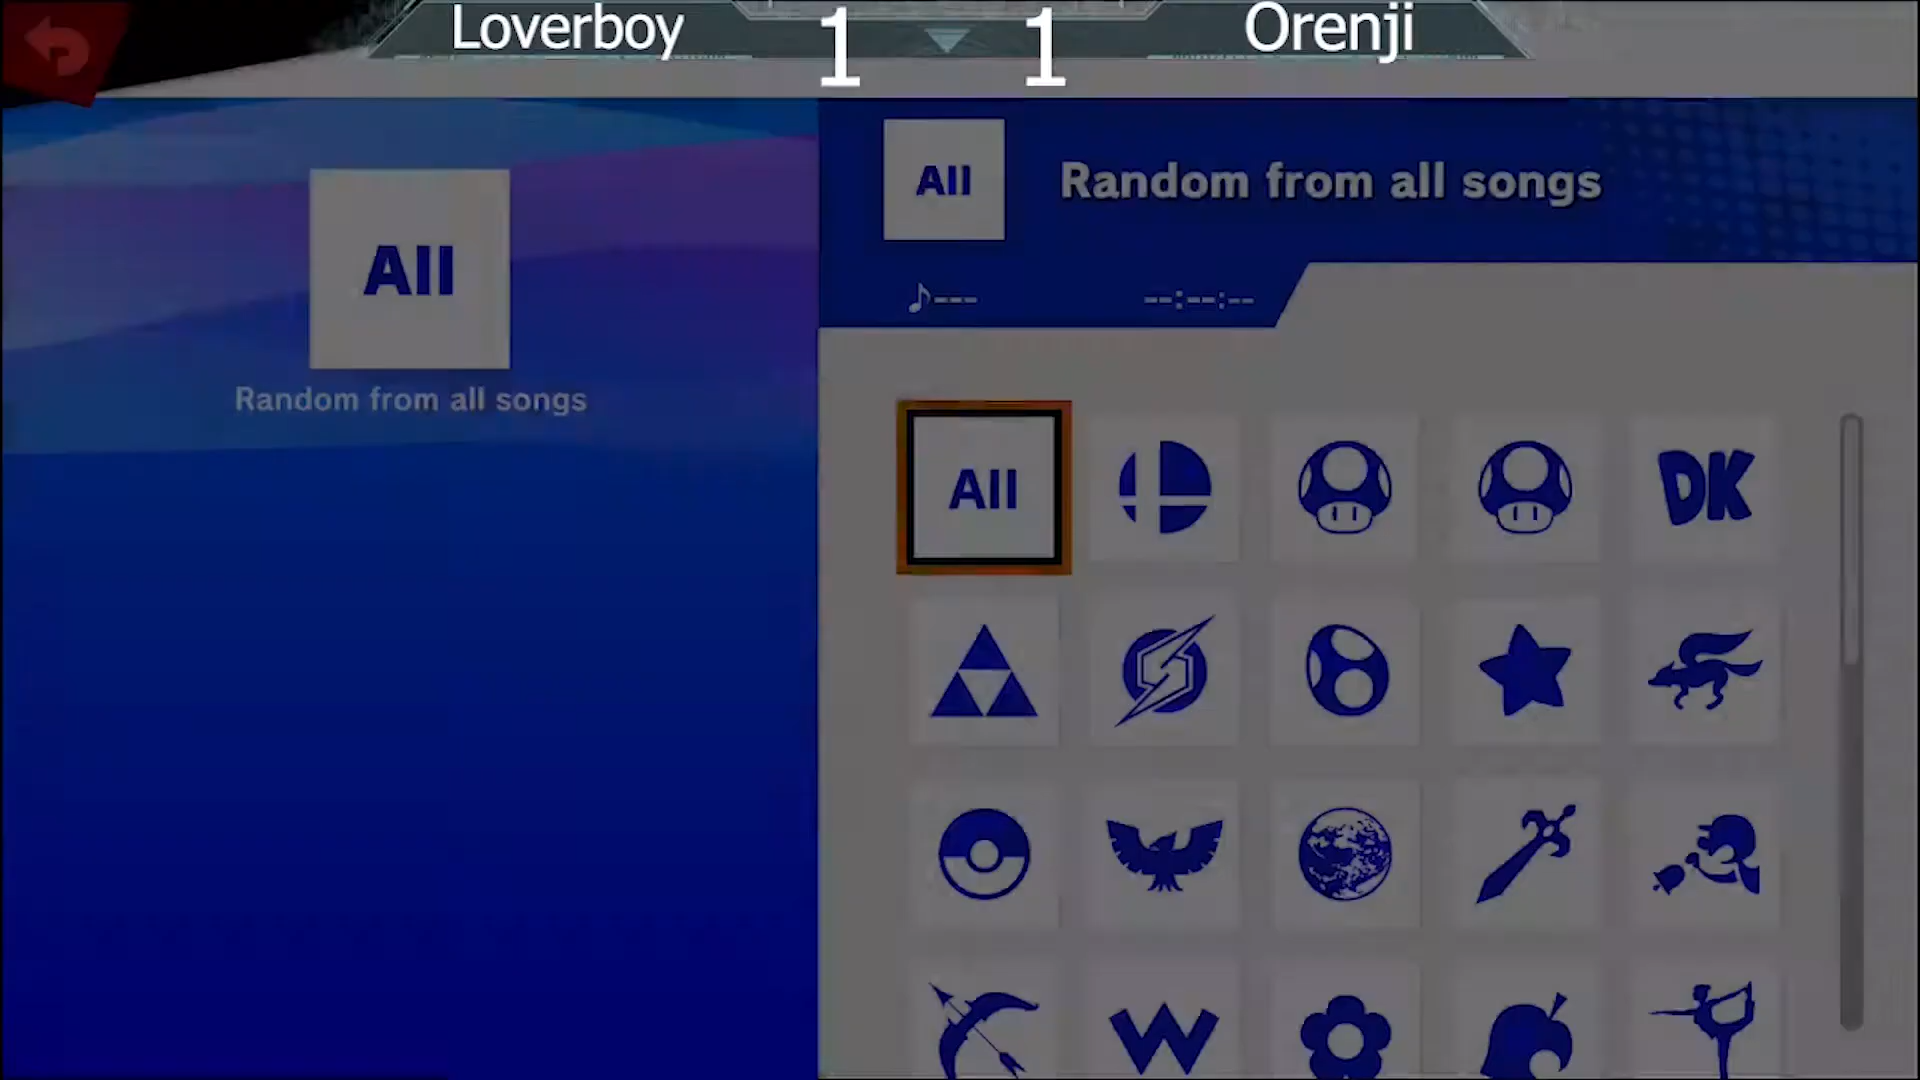 Loverboy 1 1 Orenji
All Random from all songs
♪--- --:--:--
All
Random from all songs
All DK